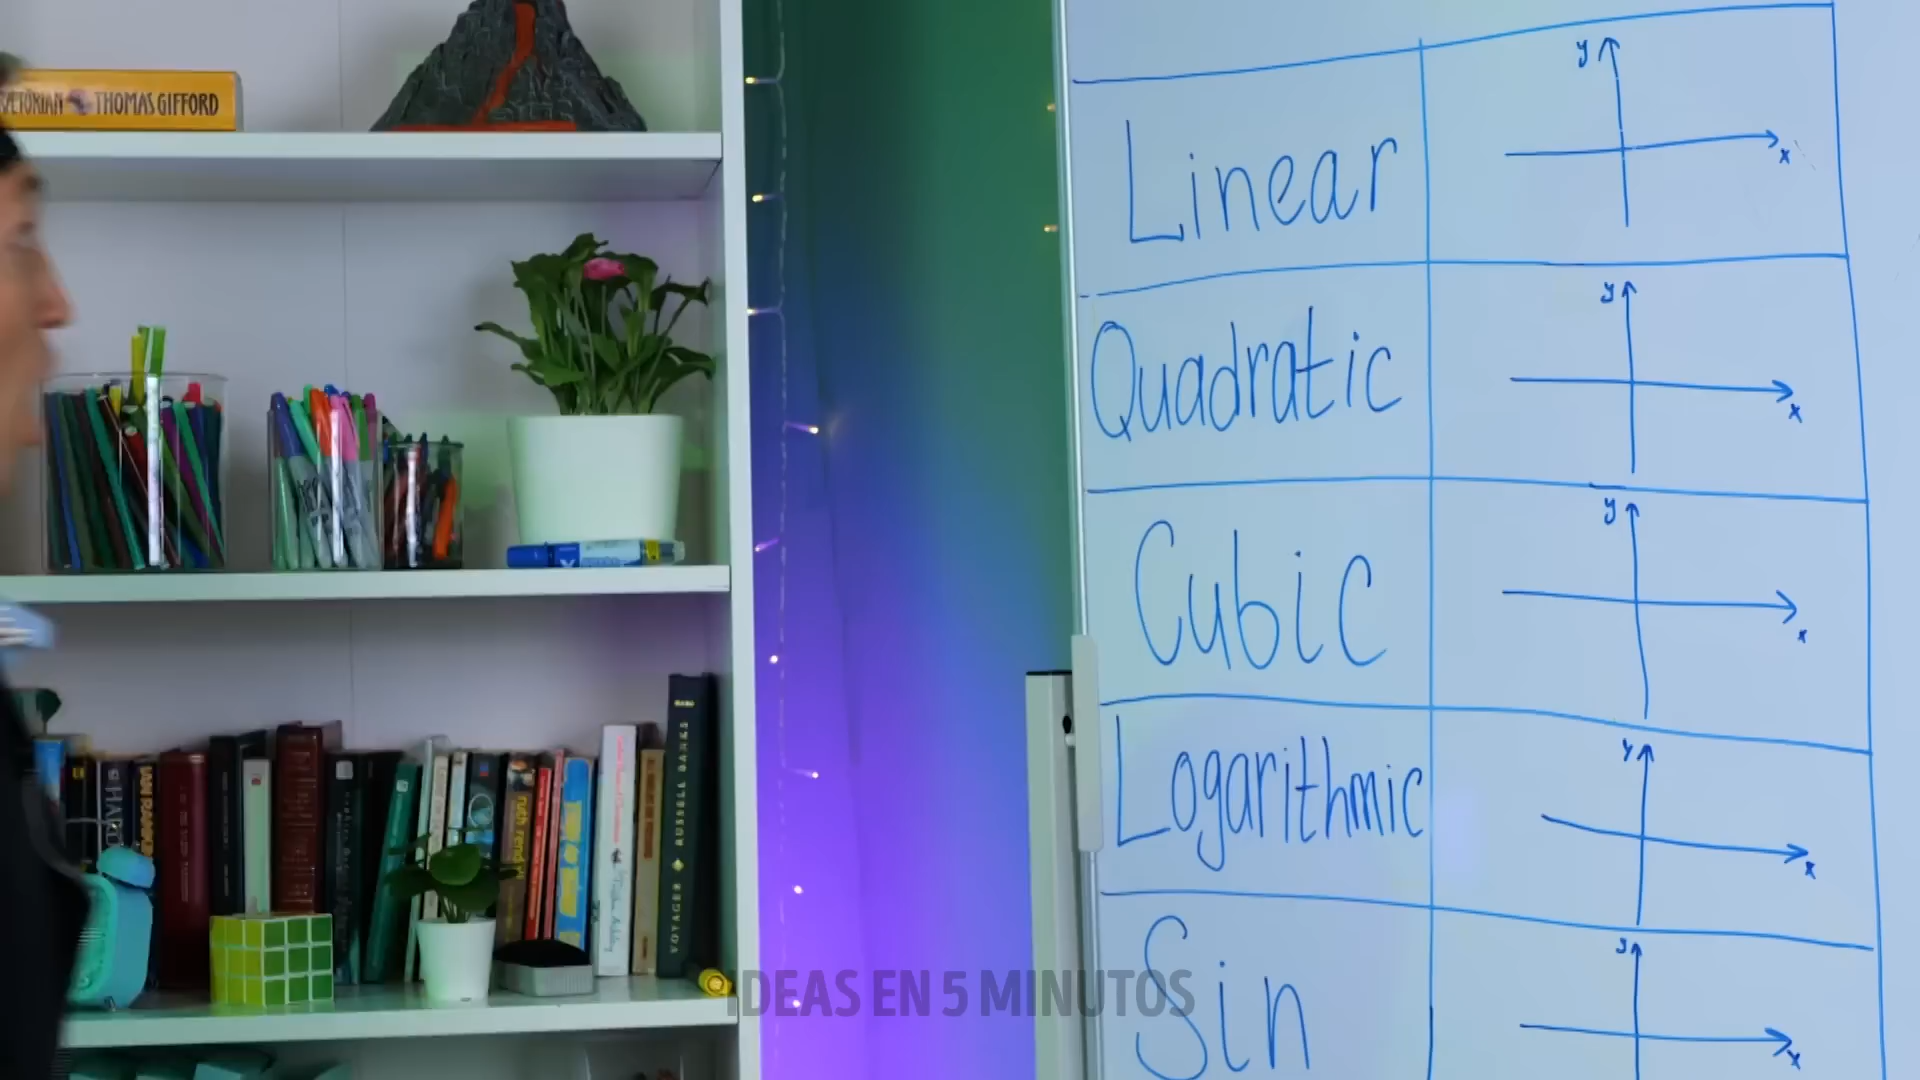 THOMAS GIFFORD
y
Linear
x
y
Quadratic
x
y
Cubic
x
y
Logarithmic
x
y
Sin
x
VOYAGER RUSSELL BANKS
IDEAS EN 5 MINUTOS